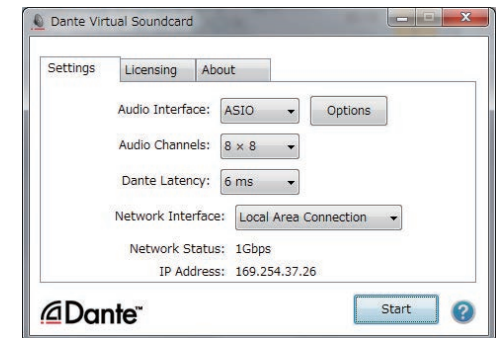 Dante Virtual Soundcard
Settings Licensing About
Audio Interface: ASIO Options
Audio Channels: 8 × 8
Dante Latency: 6 ms
Network Interface: Local Area Connection
Network Status: 1Gbps
IP Address: 169.254.37.26
Dante™ Start ?